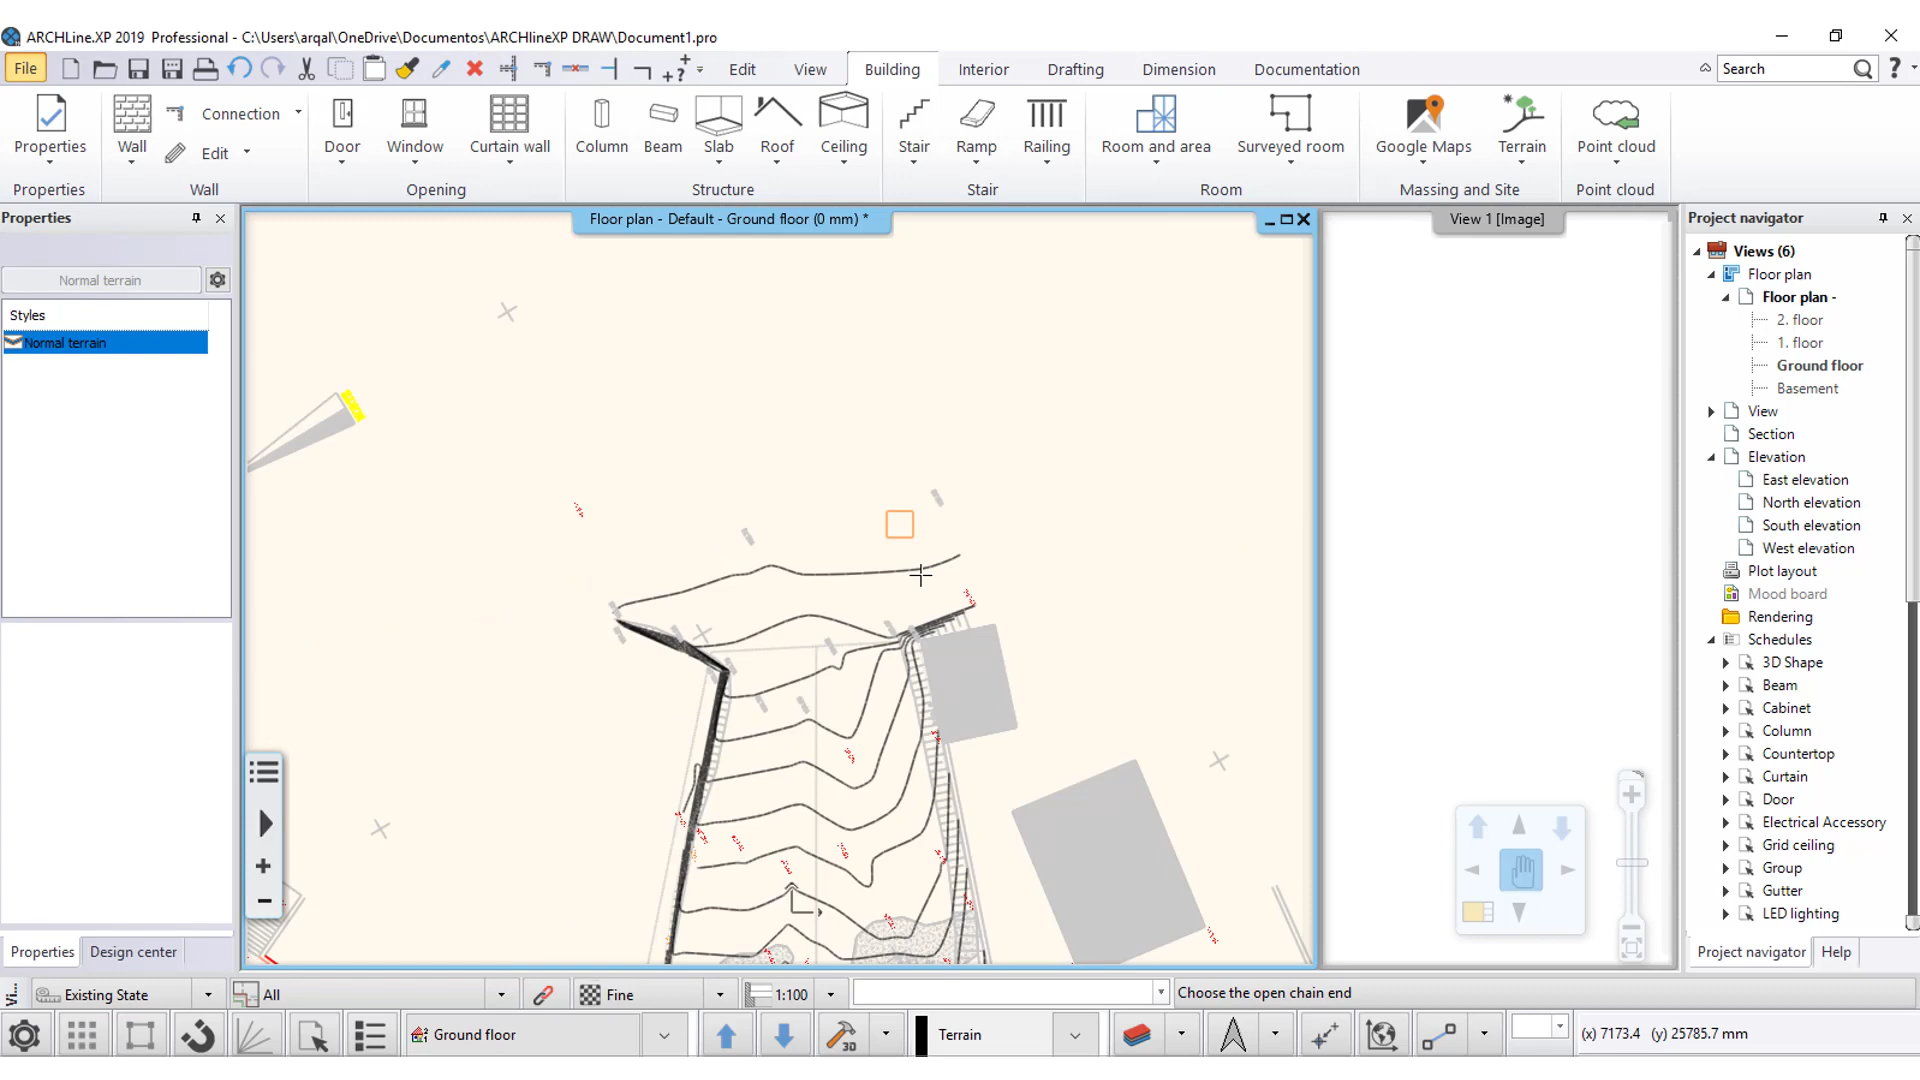 ARCHLine.XP 2019 Professional - C:\Users\arqal\OneDrive\Documentos\ARCHlineXP DRAW\Document1.pro
File
Edit
View
Building
Interior
Drafting
Dimension
Documentation
Search
Properties
Wall
Connection
Edit
Door
Window
Curtain wall
Column
Beam
Slab
Roof
Ceiling
Stair
Ramp
Railing
Room and area
Surveyed room
Google Maps
Terrain
Point cloud
Properties
Wall
Opening
Structure
Stair
Room
Massing and Site
Point cloud
Properties
Normal terrain
Styles
Normal terrain
Floor plan - Default - Ground floor (0 mm) *
View 1 [Image]
Project navigator
Views (6)
Floor plan
Floor plan -
2. floor
1. floor
Ground floor
Basement
View
Section
Elevation
East elevation
North elevation
South elevation
West elevation
Plot layout
Mood board
Rendering
Schedules
3D Shape
Beam
Cabinet
Column
Countertop
Curtain
Door
Electrical Accessory
Grid ceiling
Group
Gutter
LED lighting
Properties
Design center
Project navigator
Help
Existing State
All
Fine
1:100
Choose the open chain end
Ground floor
3D
Terrain
(x) 7173.4 (y) 25785.7 mm